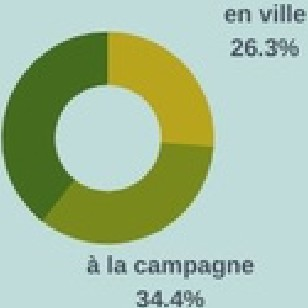 en ville
26.3%
à la campagne
34.4%